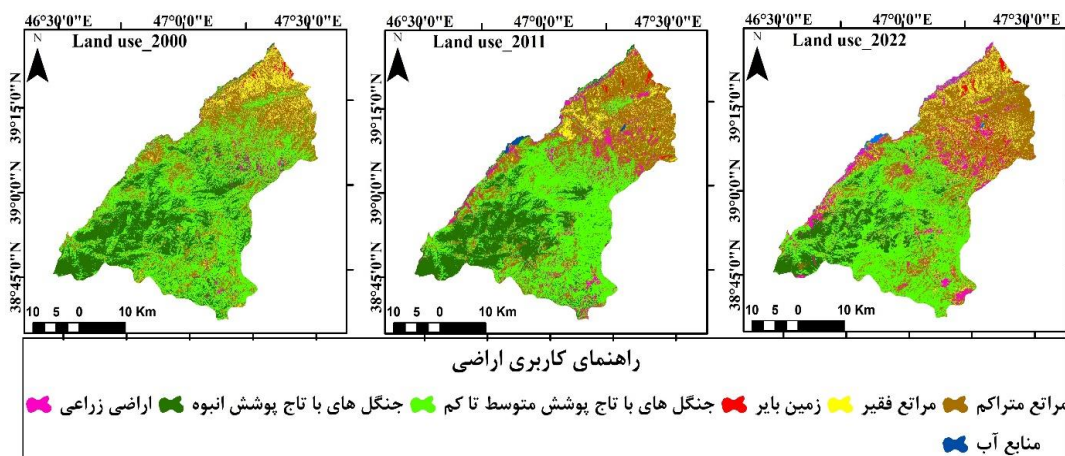 46°30'0"E 47°0'0"E 47°30'0"E
46°30'0"E 47°0'0"E 47°30'0"E
46°30'0"E 47°0'0"E 47°30'0"E
N
Land use_2000
N
Land use_2011
N
Land use_2022
39°15'0"N
39°0'0"N
38°45'0"N
39°15'0"N
39°0'0"N
38°45'0"N
39°15'0"N
39°0'0"N
38°45'0"N
10 5 0 10 Km
10 5 0 10 Km
10 5 0 10 Km
راهنمای کاربری اراضی
مراتع متراکم مراتع فقیر زمین بایر جنگل های با تاج پوشش متوسط تا کم جنگل های با تاج پوشش انبوه اراضی زراعی
منابع آب